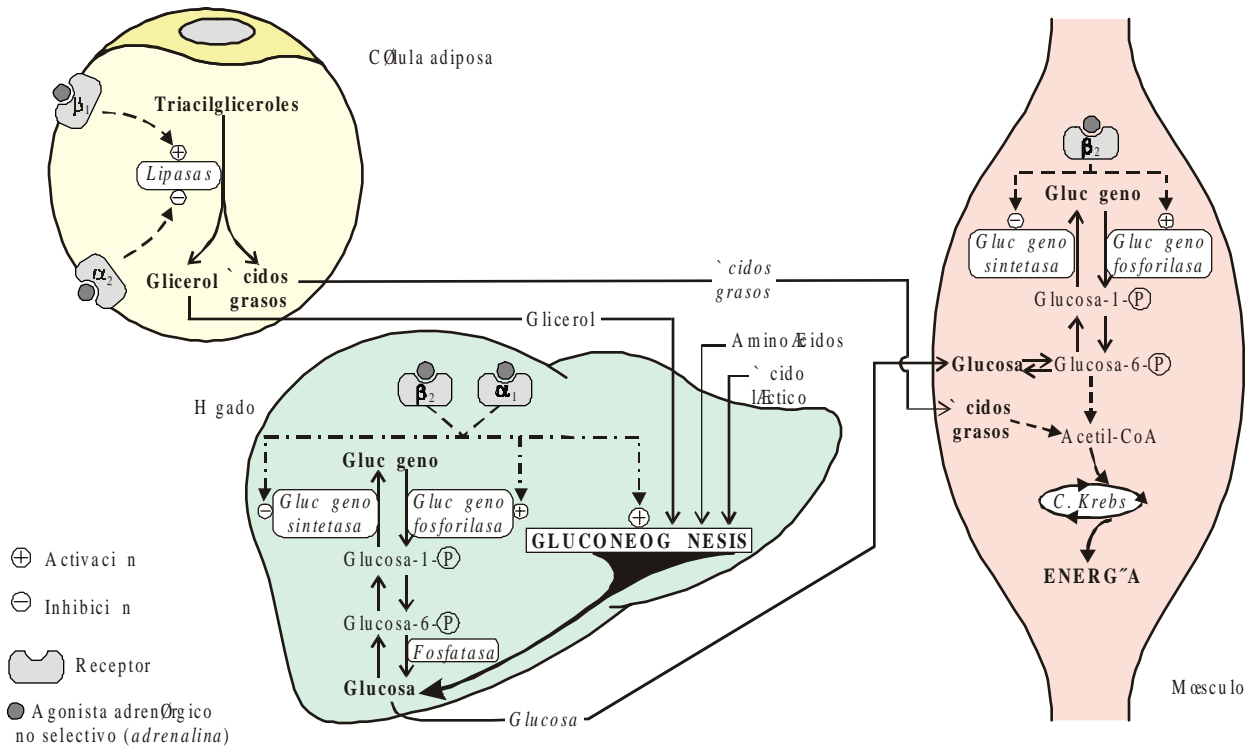 CØlula adiposa
β1
Triacilgliceroles
+
Lipasas
−
α2
Glicerol
` cidos
grasos
` cidos
grasos
Glicerol
Amino Æcidos
` cido
lÆctico
H gado
β2
α1
Gluc geno
−
Gluc geno
sintetasa
Gluc geno
fosforilasa
+
+
GLUCONEOG NESIS
Glucosa-1-P
Glucosa-6-P
Fosfatasa
Glucosa
Glucosa
β2
Gluc geno
−
+
Gluc geno
sintetasa
Gluc geno
fosforilasa
Glucosa-1-P
Glucosa
Glucosa-6-P
` cidos
grasos
Acetil-CoA
C. Krebs
ENERG˝A
Mœsculo
+ Activaci n
− Inhibici n
Receptor
Agonista adrenØrgico
no selectivo (adrenalina)